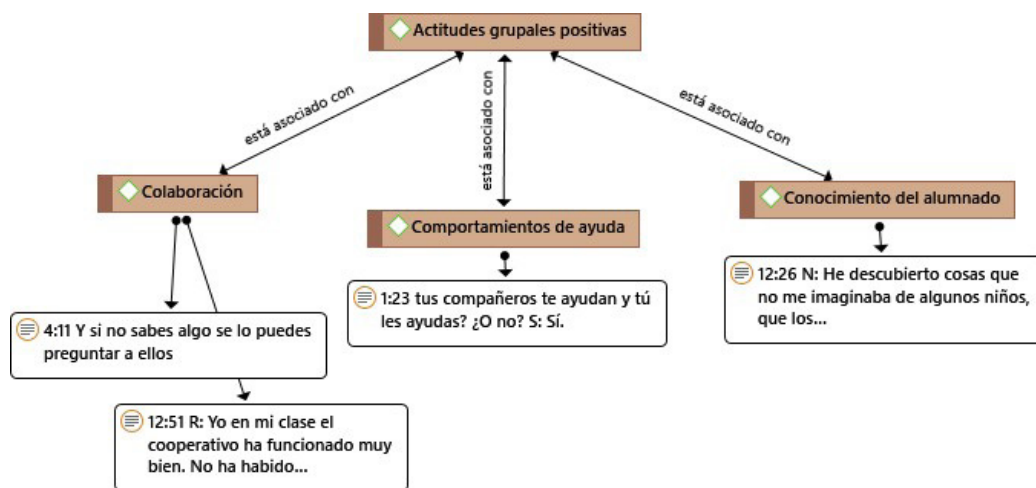 Actitudes grupales positivas
está asociado con
está asociado con
está asociado con
Colaboración
Comportamientos de ayuda
Conocimiento del alumnado
4:11 Y si no sabes algo se lo puedes
preguntar a ellos
1:23 tus compañeros te ayudan y tú
les ayudas? ¿O no? S: Sí.
12:26 N: He descubierto cosas que
no me imaginaba de algunos niños,
que los...
12:51 R: Yo en mi clase el
cooperativo ha funcionado muy
bien. No ha habido...